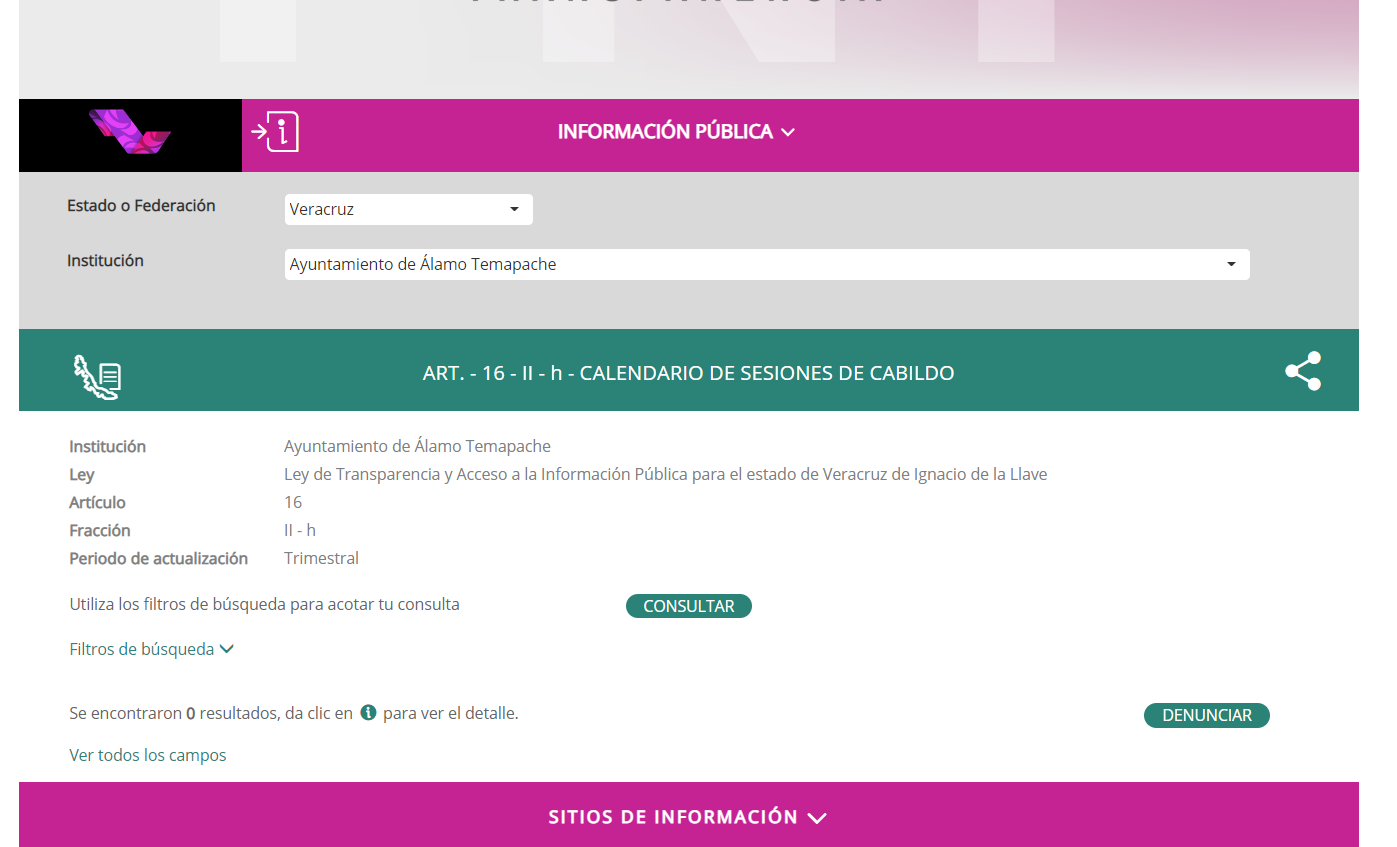 INFORMACIÓN PÚBLICA
Estado o Federación
Veracruz
Institución
Ayuntamiento de Álamo Temapache
ART. - 16 - II - h - CALENDARIO DE SESIONES DE CABILDO
Institución Ayuntamiento de Álamo Temapache
Ley Ley de Transparencia y Acceso a la Información Pública para el estado de Veracruz de Ignacio de la Llave
Artículo 16
Fracción II - h
Periodo de actualización Trimestral
Utiliza los filtros de búsqueda para acotar tu consulta CONSULTAR
Filtros de búsqueda
Se encontraron 0 resultados, da clic en i para ver el detalle. DENUNCIAR
Ver todos los campos
SITIOS DE INFORMACIÓN